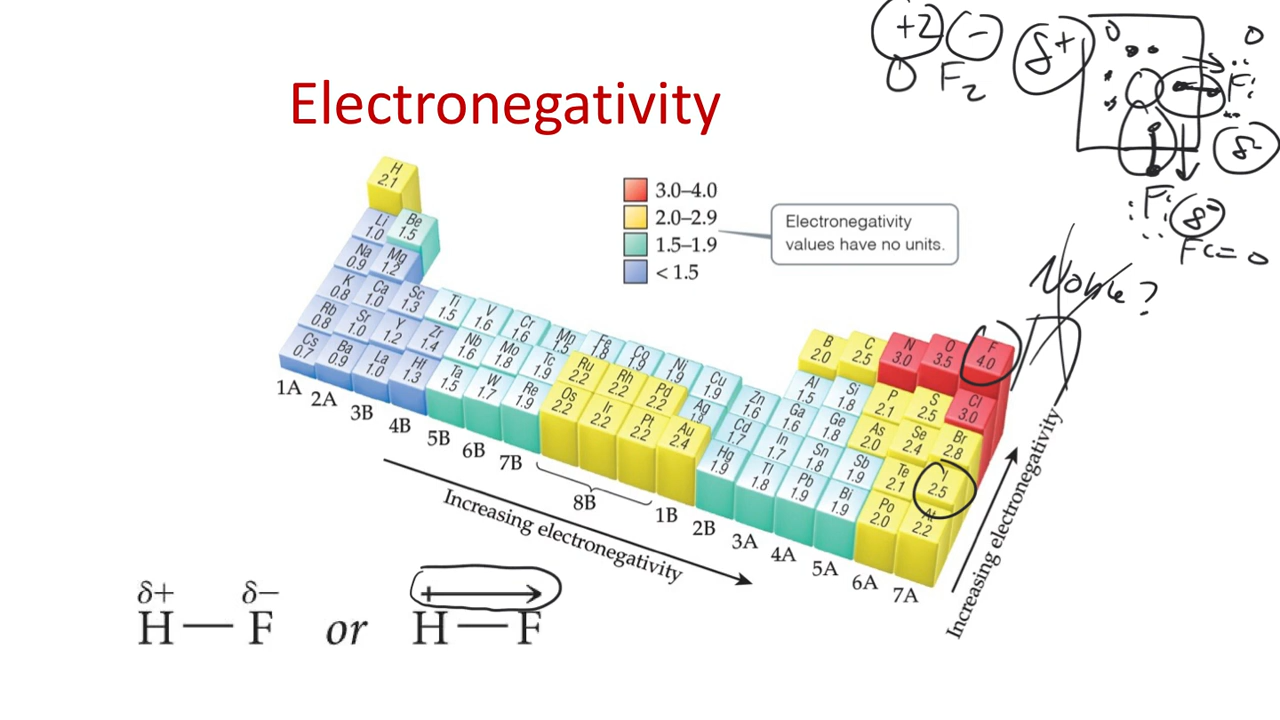 +2 -
O F2
δ+
O
O
F
δ-
F
δ-
FC = 0
Noble?
Electronegativity
3.0–4.0
2.0–2.9
1.5–1.9
< 1.5
Electronegativity
values have no units.
H 2.1
Li 1.0 Be 1.5
Na 0.9 Mg 1.2
K 0.8 Ca 1.0 Sc 1.3 Ti 1.5 V 1.6 Cr 1.6 Mn 1.5 Fe 1.8 Co 1.9 Ni 1.9 Cu 1.9 Zn 1.6 Ga 1.6 Ge 1.8 As 2.0 Se 2.4 Br 2.8
Rb 0.8 Sr 1.0 Y 1.2 Zr 1.4 Nb 1.6 Mo 1.8 Tc 1.9 Ru 2.2 Rh 2.2 Pd 2.2 Ag 1.9 Cd 1.7 In 1.7 Sn 1.8 Sb 1.9 Te 2.1 I 2.5
Cs 0.7 Ba 0.9 La 1.0 Hf 1.3 Ta 1.5 W 1.7 Re 1.9 Os 2.2 Ir 2.2 Pt 2.2 Au 2.4 Hg 1.9 Tl 1.8 Pb 1.9 Bi 1.9 Po 2.0 At 2.2
B 2.0 C 2.5 N 3.0 O 3.5 F 4.0
Al 1.5 Si 1.8 P 2.1 S 2.5 Cl 3.0
1A 2A 3B 4B 5B 6B 7B 8B 1B 2B 3A 4A 5A 6A 7A
Increasing electronegativity
Increasing electronegativity
δ+ δ−
H — F or H — F